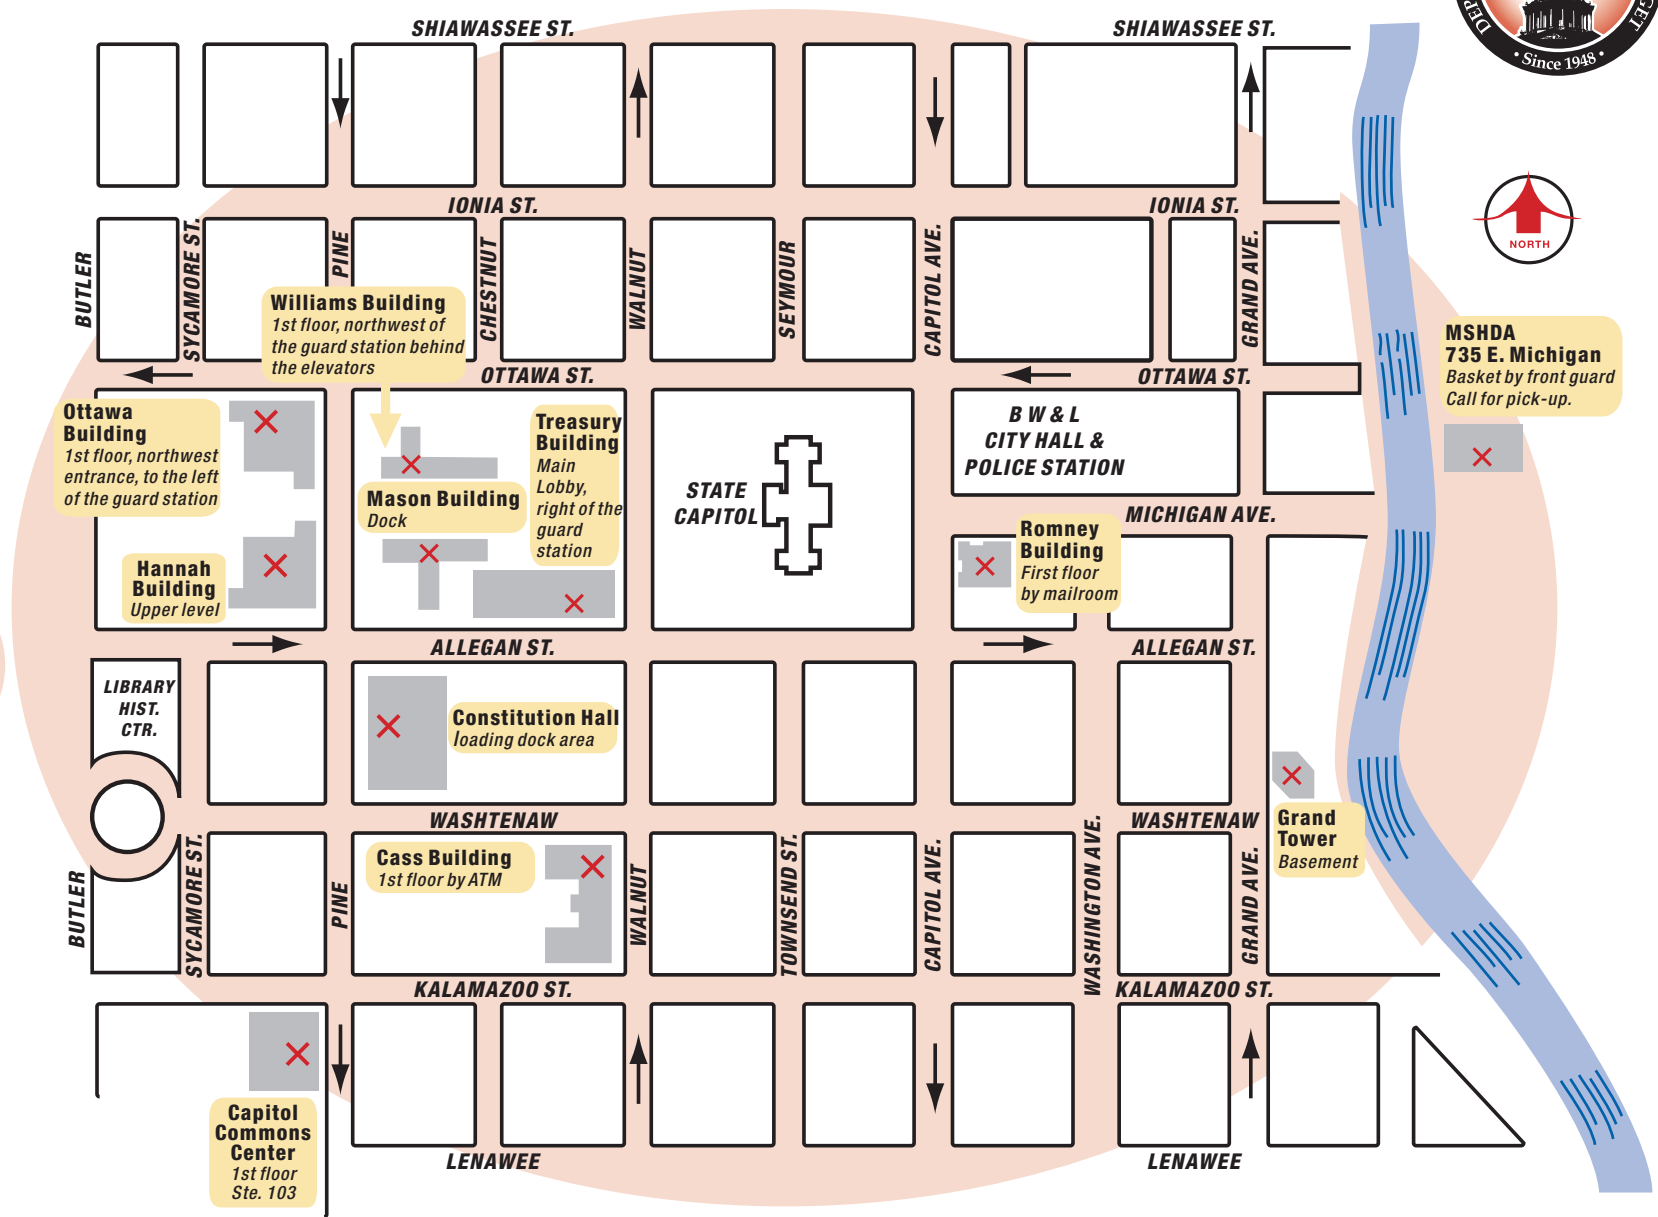 SHIAWASSEE ST.
SHIAWASSEE ST.
• Since 1948 •
IONIA ST.
IONIA ST.
NORTH
BUTLER
SYCAMORE ST.
PINE
CHESTNUT
WALNUT
SEYMOUR
CAPITOL AVE.
GRAND AVE.
Williams Building
1st floor, northwest of
the guard station behind
the elevators
MSHDA
735 E. Michigan
Basket by front guard
Call for pick-up.
OTTAWA ST.
OTTAWA ST.
Ottawa
Building
1st floor, northwest
entrance, to the left
of the guard station
Treasury
Building
Main
Lobby,
right of the
guard
station
Mason Building
Dock
STATE
CAPITOL
B W & L
CITY HALL &
POLICE STATION
MICHIGAN AVE.
Hannah
Building
Upper level
Romney
Building
First floor
by mailroom
ALLEGAN ST.
ALLEGAN ST.
LIBRARY
HIST.
CTR.
Constitution Hall
loading dock area
WASHTENAW
WASHTENAW
Grand
Tower
Basement
Cass Building
1st floor by ATM
BUTLER
SYCAMORE ST.
PINE
WALNUT
TOWNSEND ST.
CAPITOL AVE.
WASHINGTON AVE.
GRAND AVE.
KALAMAZOO ST.
KALAMAZOO ST.
Capitol
Commons
Center
1st floor
Ste. 103
LENAWEE
LENAWEE